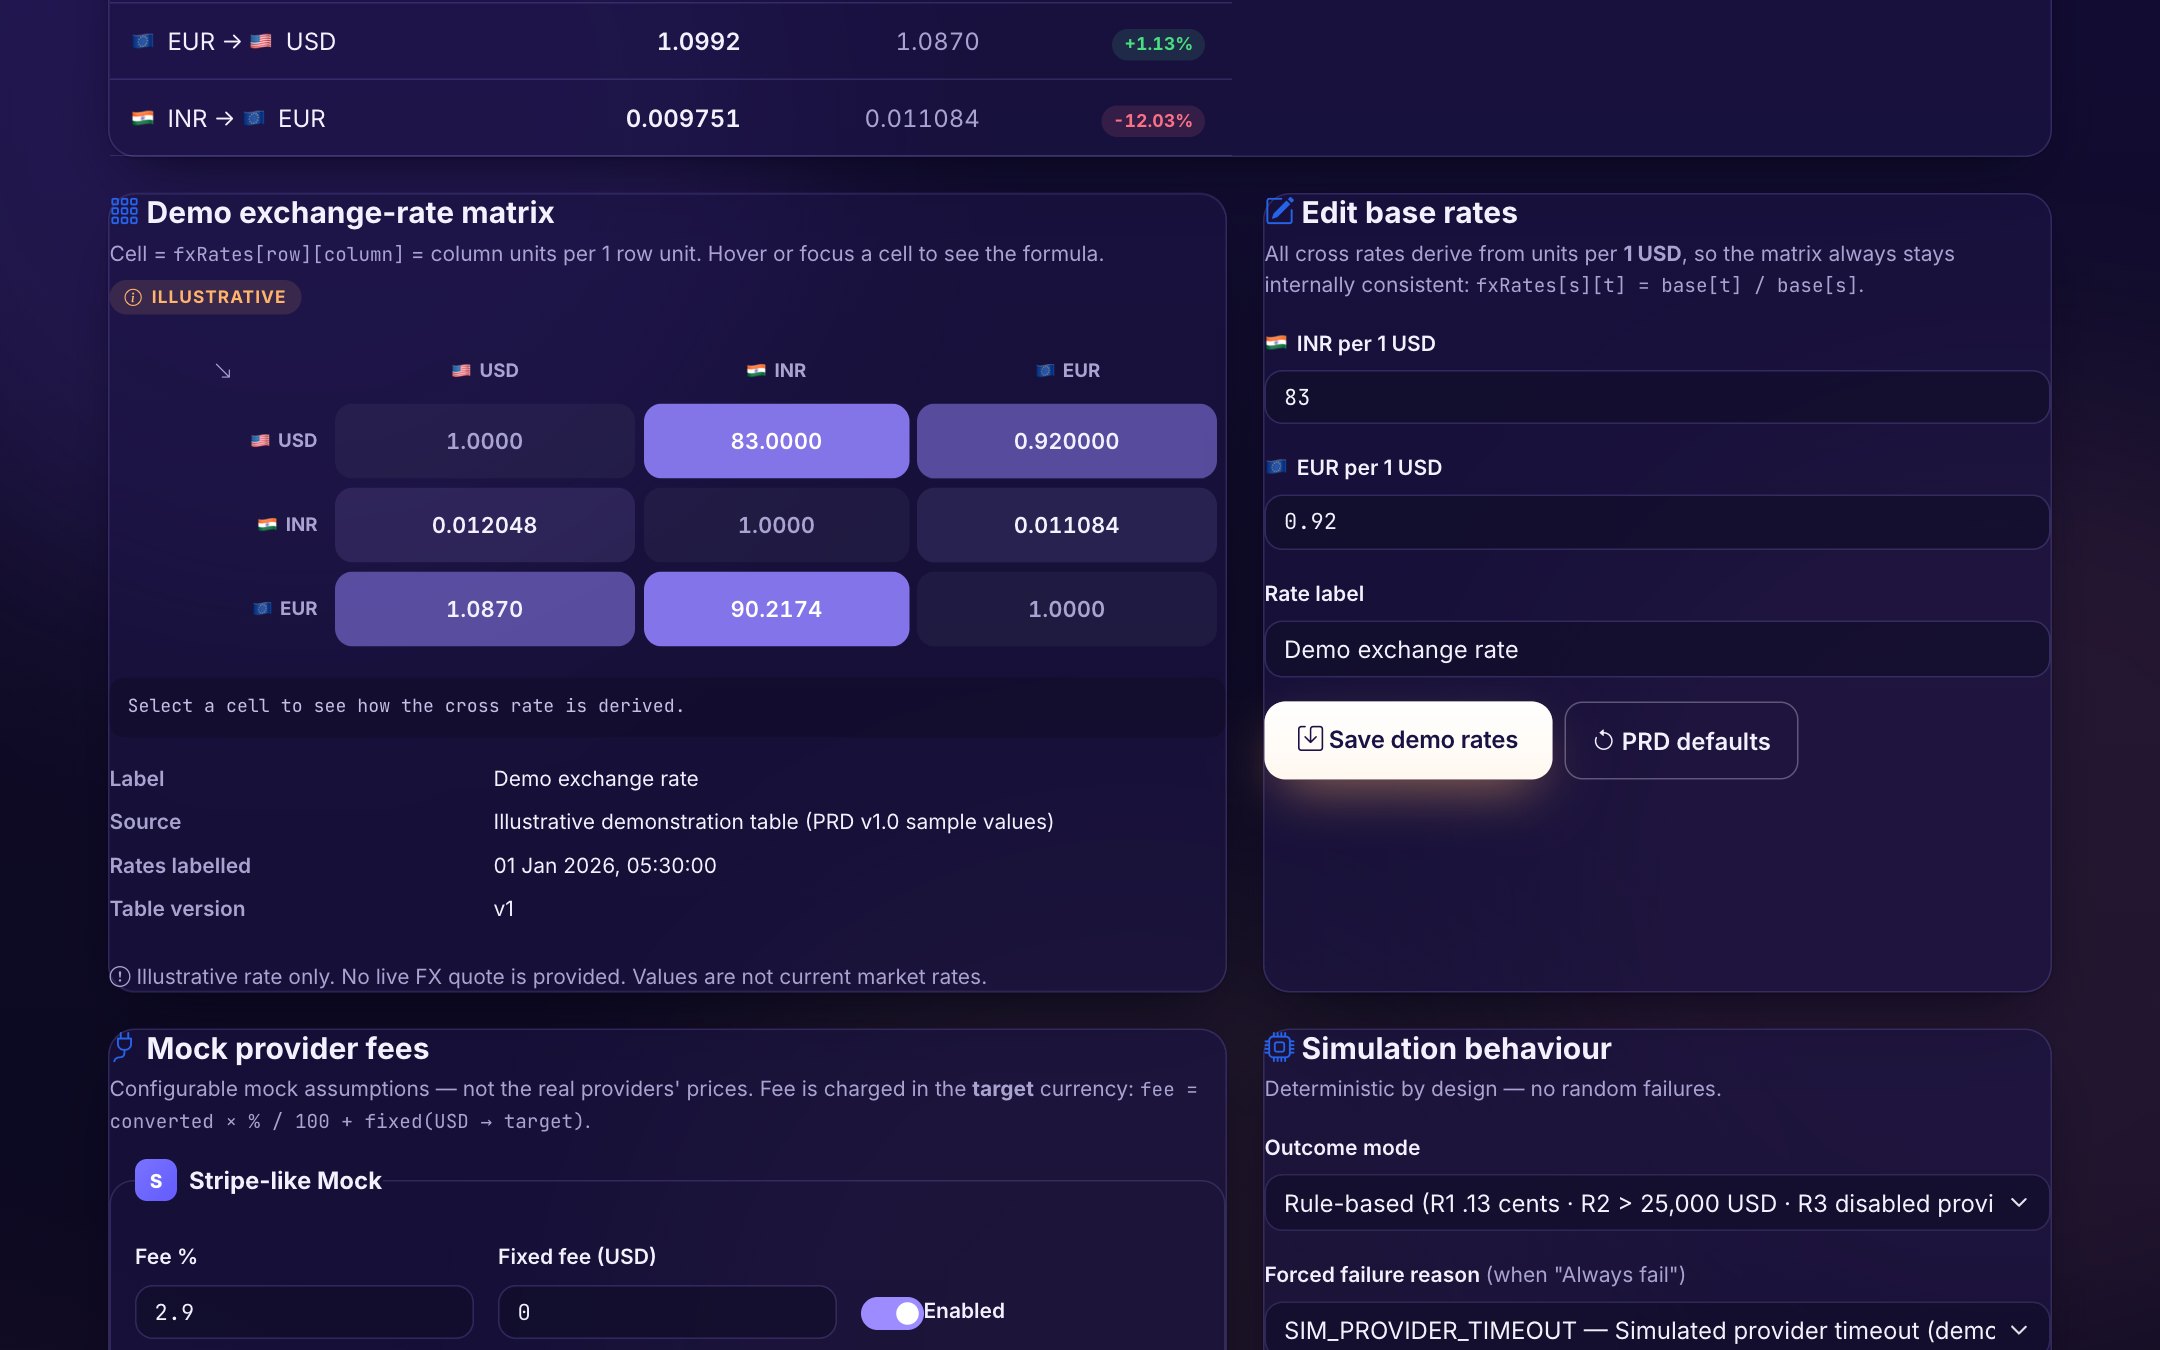 EUR → USD 1.0992 1.0870 +1.13%
INR → EUR 0.009751 0.011084 -12.03%
Demo exchange-rate matrix
Cell = fxRates[row][column] = column units per 1 row unit. Hover or focus a cell to see the formula.
ILLUSTRATIVE
↘ USD INR EUR
USD 1.0000 83.0000 0.920000
INR 0.012048 1.0000 0.011084
EUR 1.0870 90.2174 1.0000
Select a cell to see how the cross rate is derived.
Label Demo exchange rate
Source Illustrative demonstration table (PRD v1.0 sample values)
Rates labelled 01 Jan 2026, 05:30:00
Table version v1
Illustrative rate only. No live FX quote is provided. Values are not current market rates.
Edit base rates
All cross rates derive from units per 1 USD, so the matrix always stays
internally consistent: fxRates[s][t] = base[t] / base[s].
INR per 1 USD
83
EUR per 1 USD
0.92
Rate label
Demo exchange rate
Save demo rates PRD defaults
Mock provider fees
Configurable mock assumptions — not the real providers' prices. Fee is charged in the target currency: fee =
converted × % / 100 + fixed(USD → target).
S Stripe-like Mock
Fee % Fixed fee (USD)
2.9 0 Enabled
Simulation behaviour
Deterministic by design — no random failures.
Outcome mode
Rule-based (R1 .13 cents · R2 > 25,000 USD · R3 disabled provi
Forced failure reason (when "Always fail")
SIM_PROVIDER_TIMEOUT — Simulated provider timeout (demo